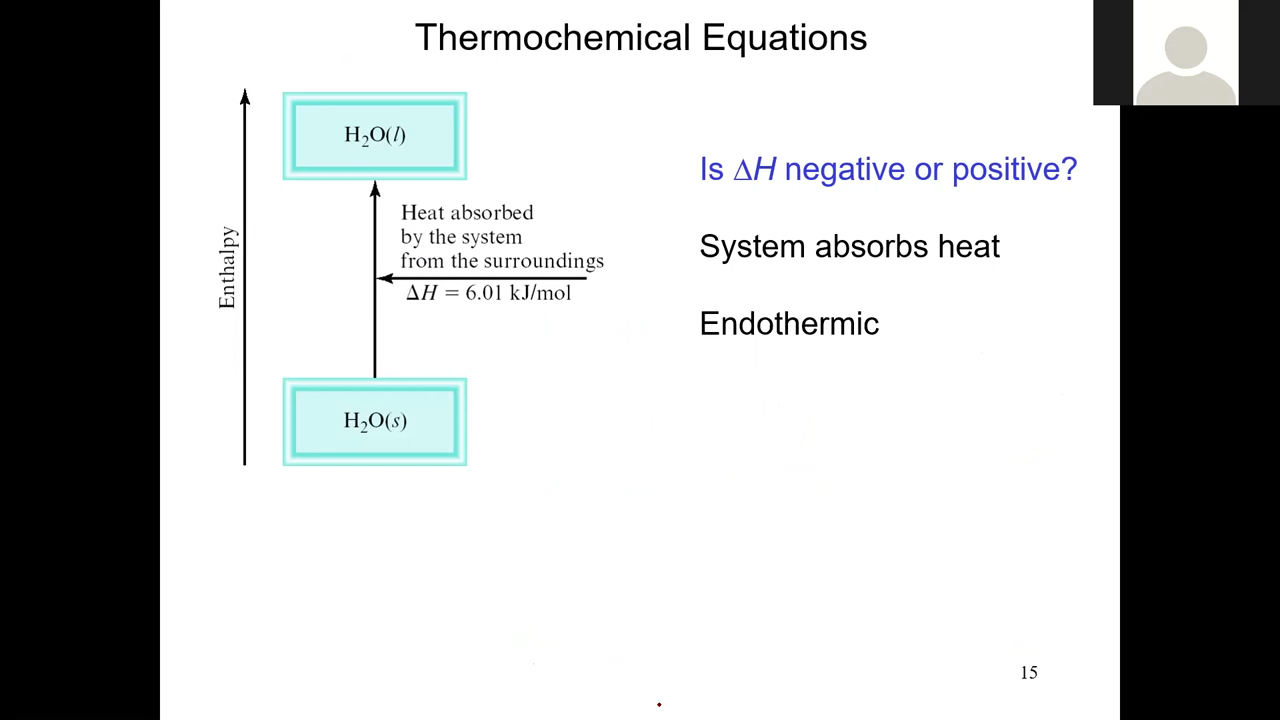 Thermochemical Equations
H₂O(l)
Is ΔH negative or positive?
Heat absorbed
by the system
from the surroundings
ΔH = 6.01 kJ/mol
System absorbs heat
Endothermic
Enthalpy
H₂O(s)
15